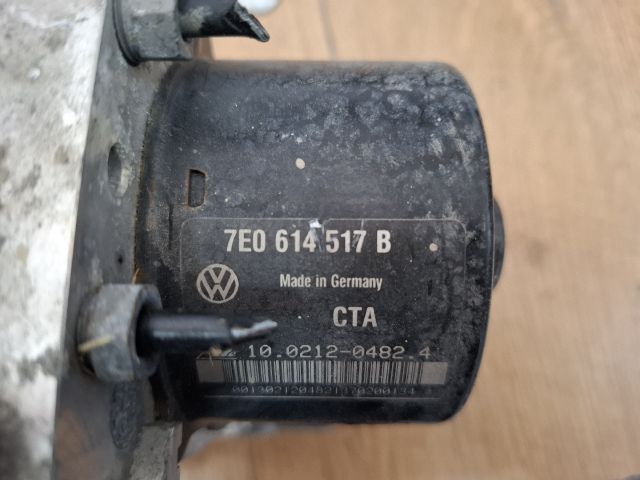 D
7E0 614 517 B
Made in Germany
CTA
10.0212-0482.4